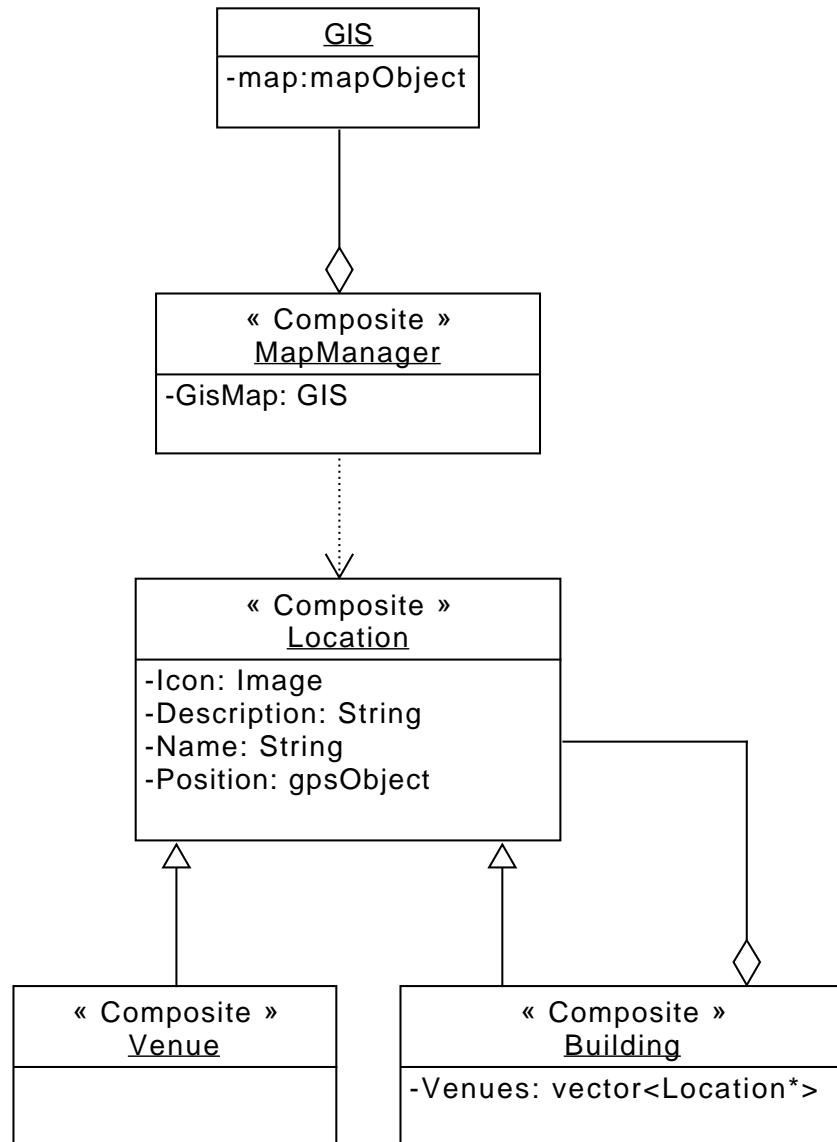 GIS
-map:mapObject
« Composite »
MapManager
-GisMap: GIS
« Composite »
Location
-Icon: Image
-Description: String
-Name: String
-Position: gpsObject
« Composite »
Venue
« Composite »
Building
-Venues: vector<Location*>